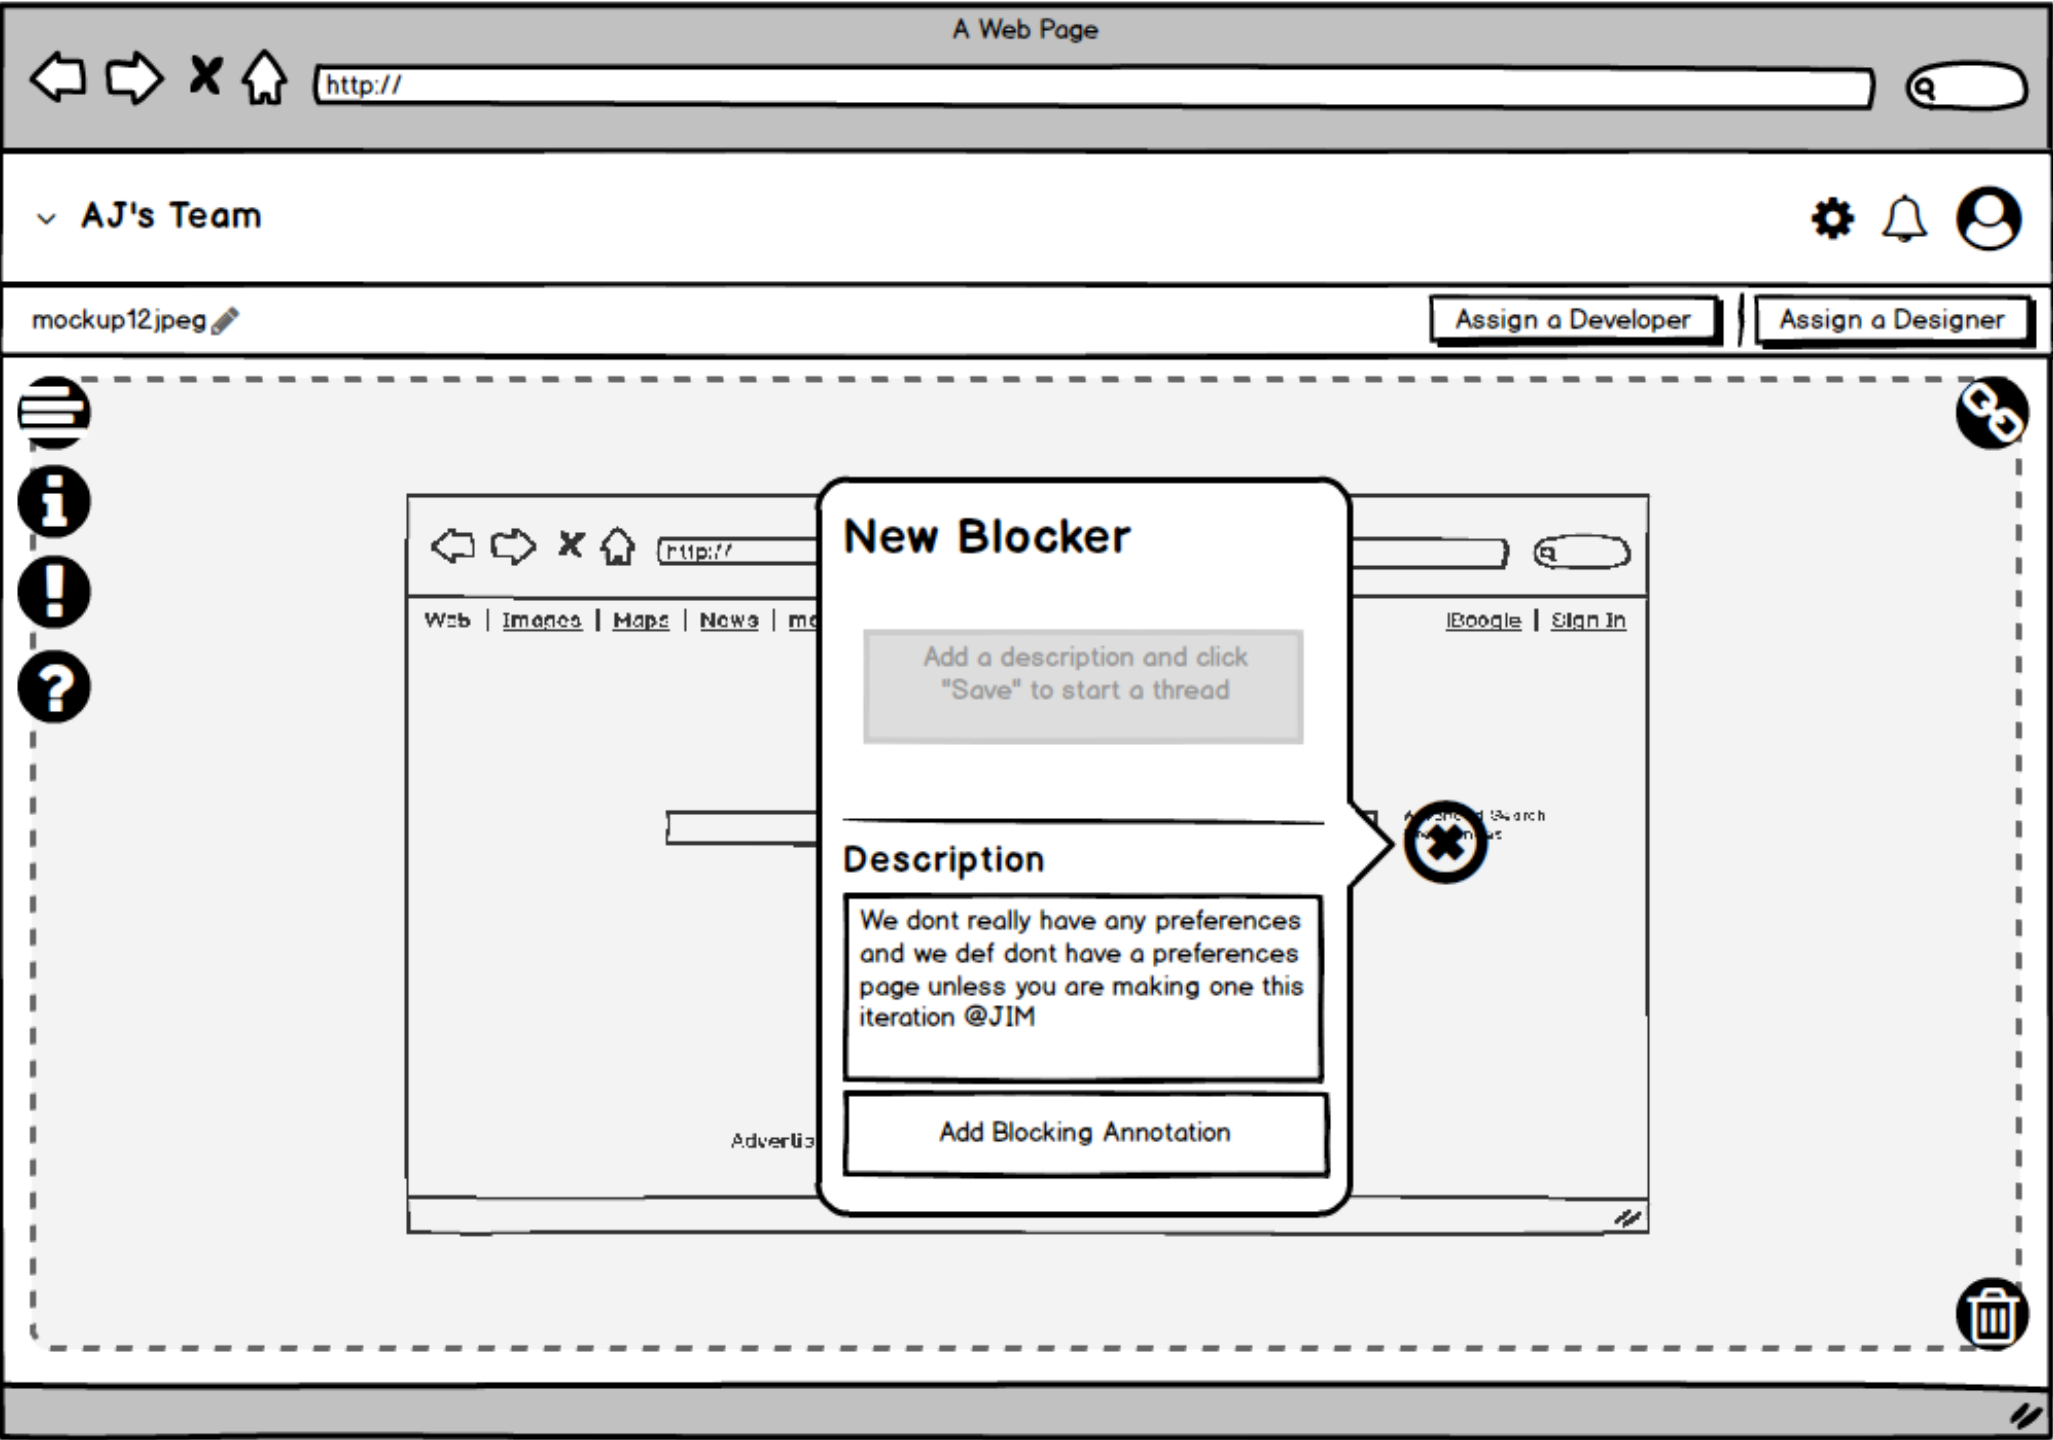 A Web Page
http://
AJ's Team
mockup12.jpeg
Assign a Developer
Assign a Designer
New Blocker
http://
Web | Images | Maps | News |
iBoogle | Sign In
Add a description and click
"Save" to start a thread
Search
Description
We dont really have any preferences
and we def dont have a preferences
page unless you are making one this
iteration @JIM
Add Blocking Annotation